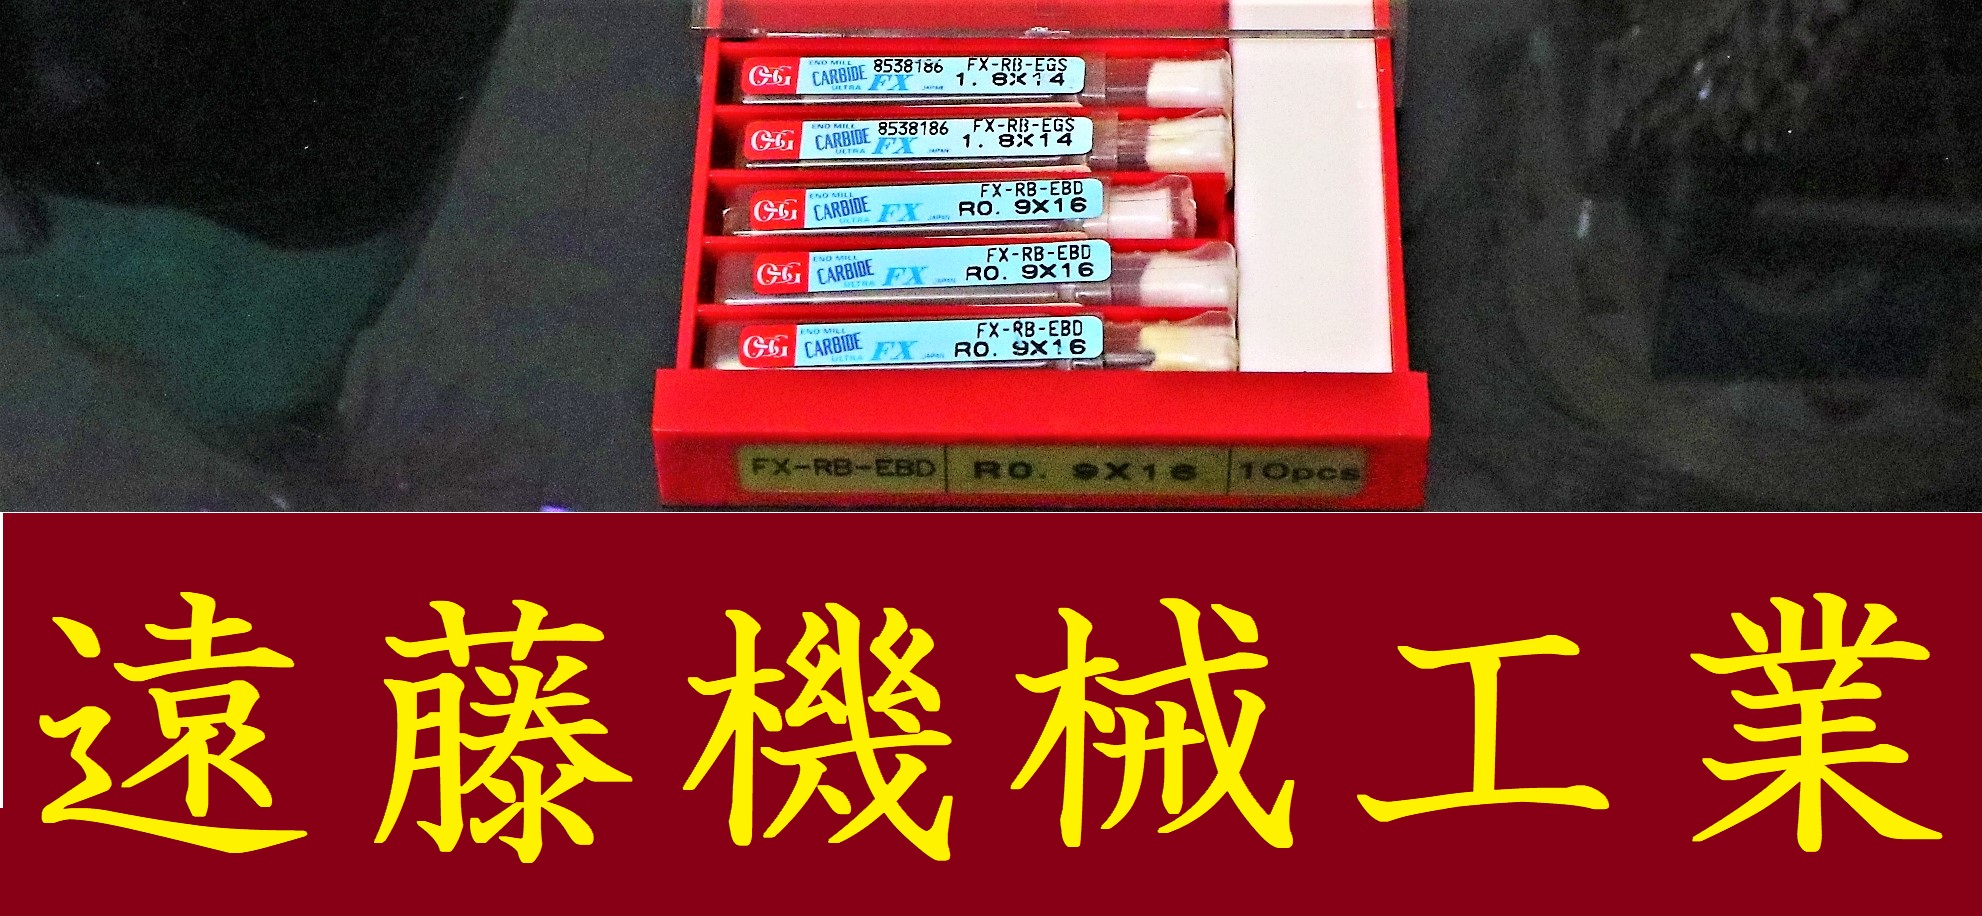 OSG END MILL CARBIDE ULTRA FX JAPAN 8538186 FX-RB-EGS 1. 8X14
OSG END MILL CARBIDE ULTRA FX JAPAN 8538186 FX-RB-EGS 1. 8X14
OSG END MILL CARBIDE ULTRA FX JAPAN FX-RB-EBD R0. 9X16
OSG END MILL CARBIDE ULTRA FX JAPAN FX-RB-EBD R0. 9X16
OSG END MILL CARBIDE ULTRA FX JAPAN FX-RB-EBD R0. 9X16
FX-RB-EBD R0. 9X16 10pcs
遠藤機械工業